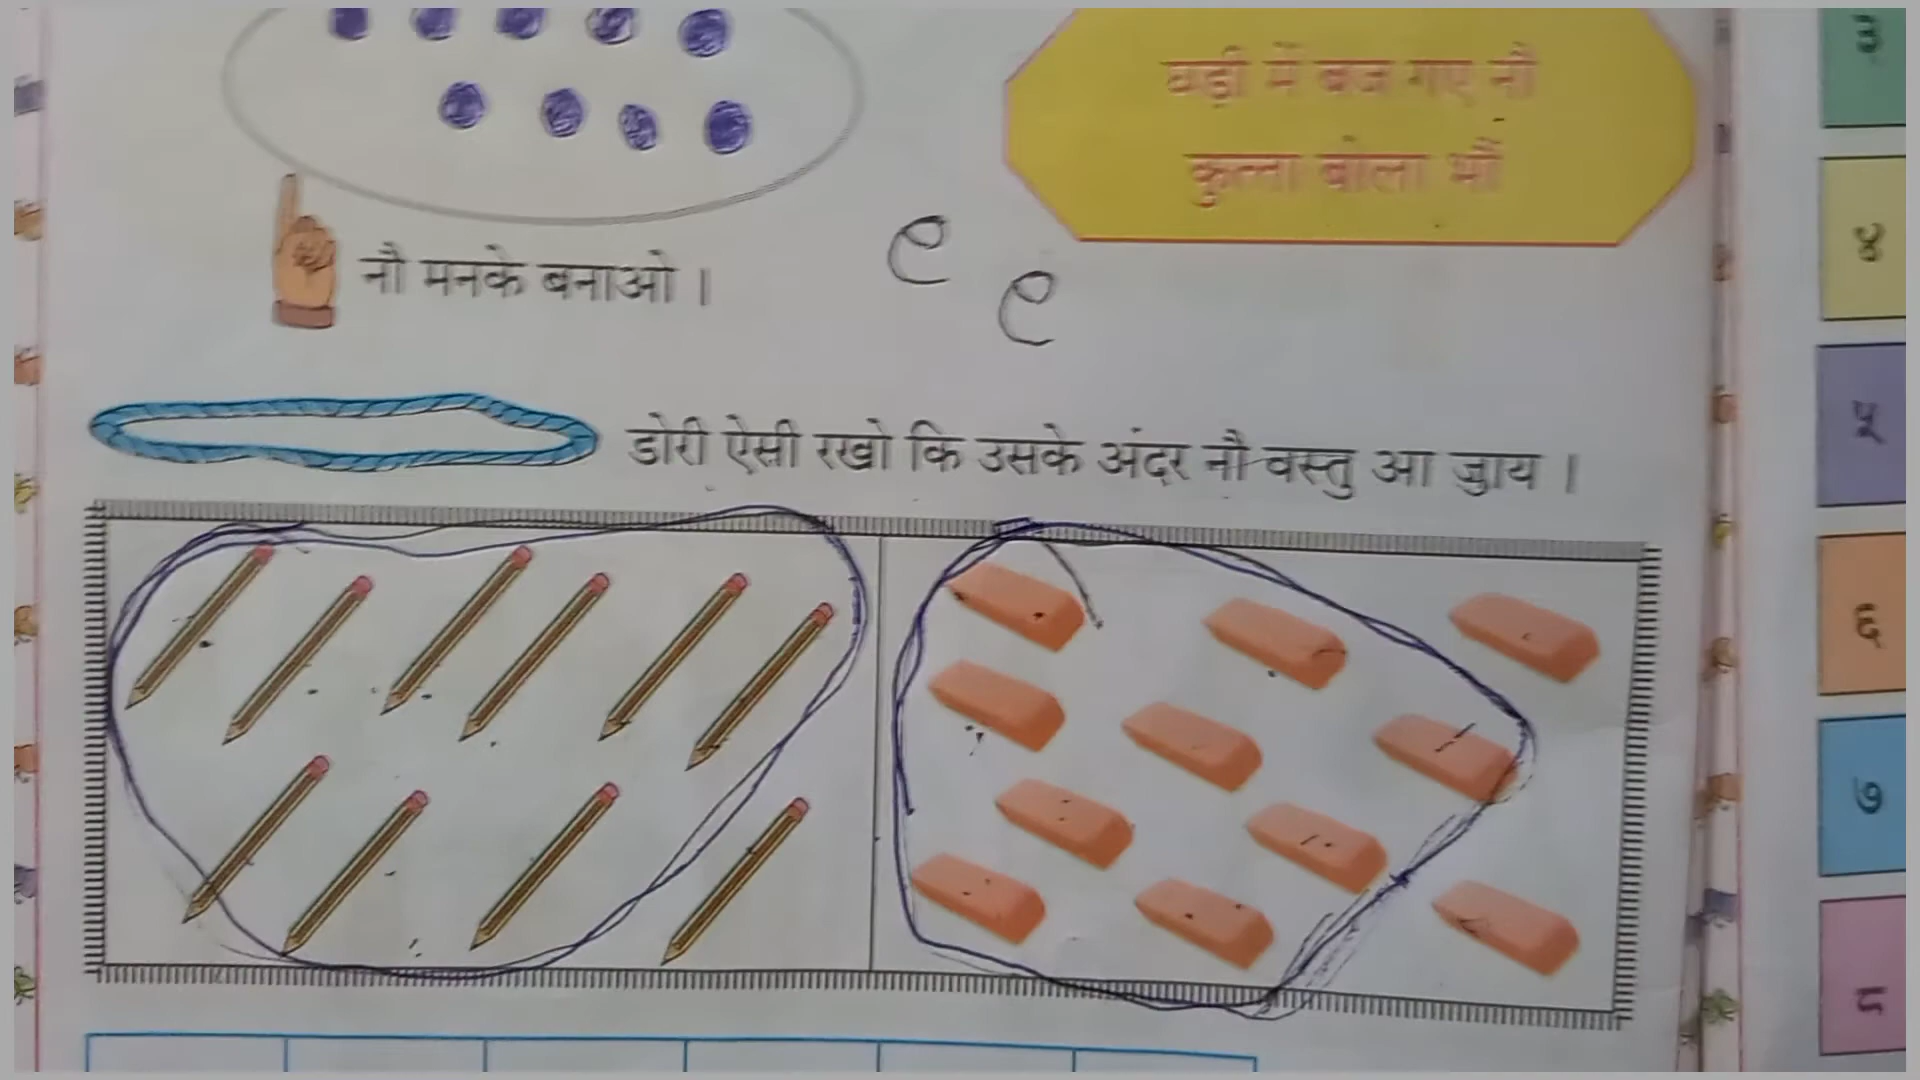 घड़ी में बज गए नौ
कुत्ता बोला भौं
९ ९
नौ मनके बनाओ ।
डोरी ऐसी रखो कि उसके अंदर नौ वस्तु आ जाय ।
३
४
५
६
७
८